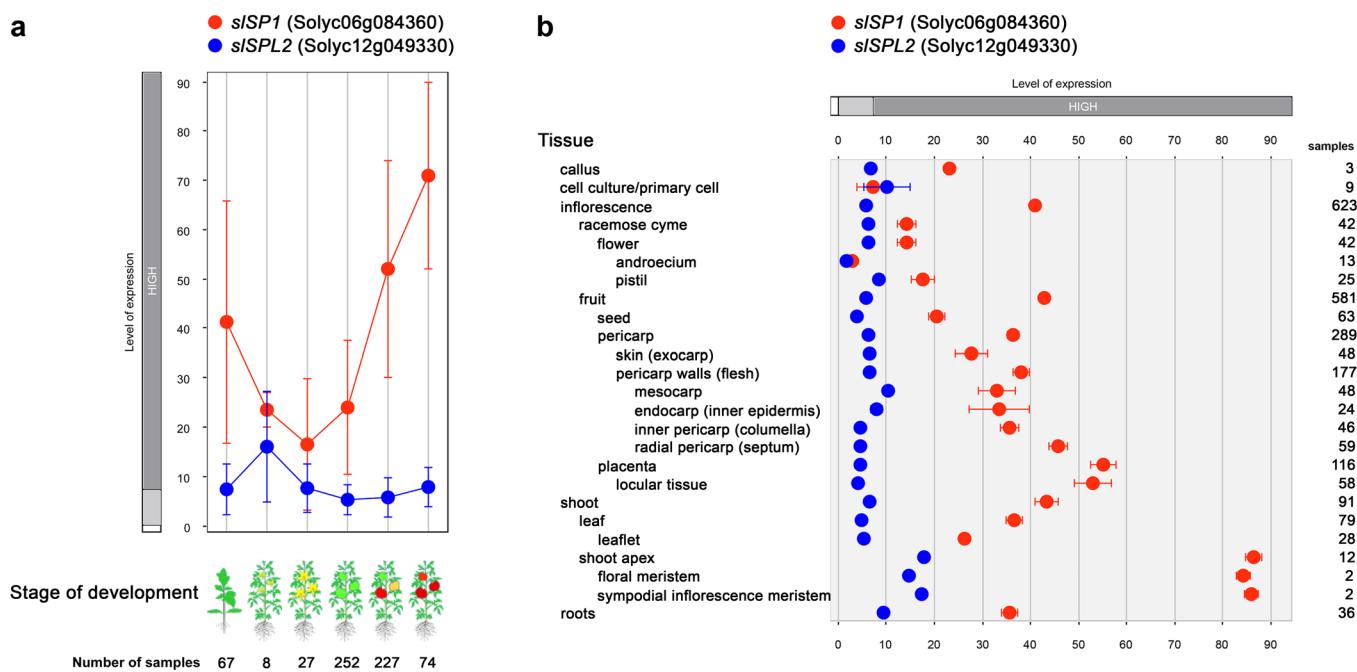 a
slSP1 (Solyc06g084360)
slSPL2 (Solyc12g049330)
Level of expression
HIGH
90
80
70
60
50
40
30
20
10
0
Stage of development
Number of samples 67 8 27 252 227 74
b
slSP1 (Solyc06g084360)
slSPL2 (Solyc12g049330)
Level of expression
HIGH
Tissue 0 10 20 30 40 50 60 70 80 90 samples
callus 3
cell culture/primary cell 9
inflorescence 623
racemose cyme 42
flower 42
androecium 13
pistil 25
fruit 581
seed 63
pericarp 289
skin (exocarp) 48
pericarp walls (flesh) 177
mesocarp 48
endocarp (inner epidermis) 24
inner pericarp (columella) 46
radial pericarp (septum) 59
placenta 116
locular tissue 58
shoot 91
leaf 79
leaflet 28
shoot apex 12
floral meristem 2
sympodial inflorescence meristem 2
roots 36
0 10 20 30 40 50 60 70 80 90